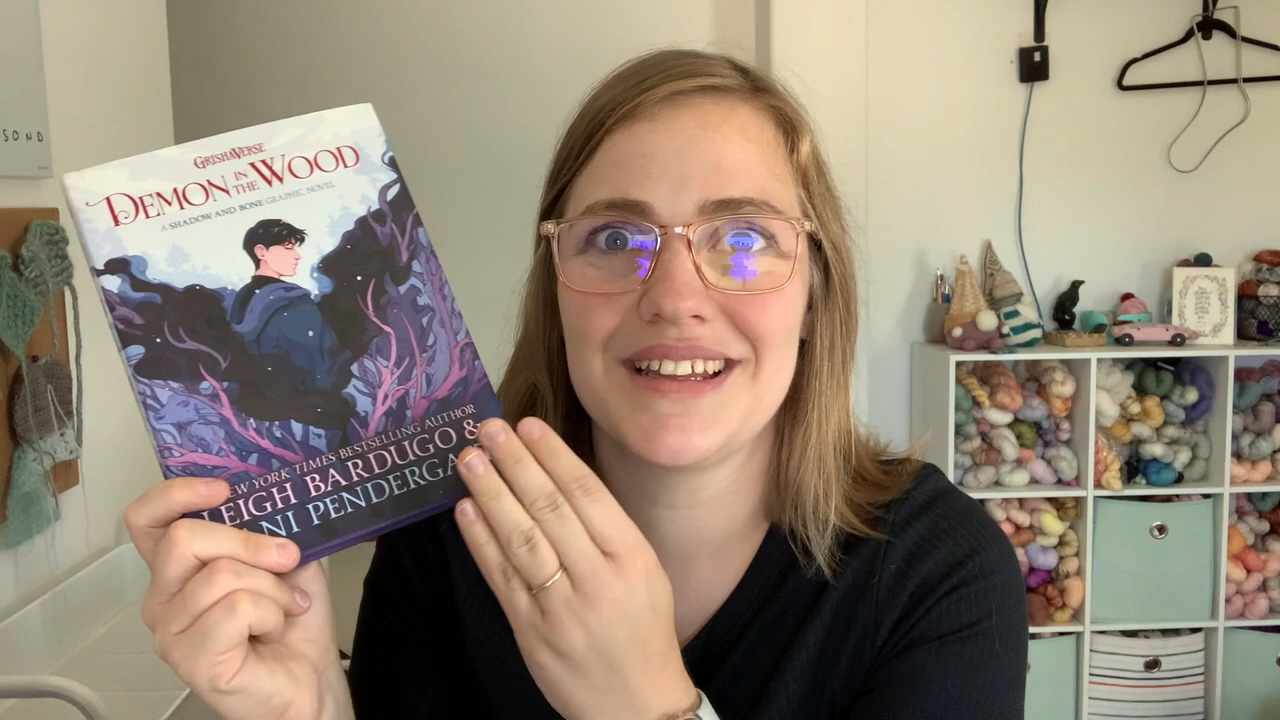 SOND
GRISHAVERSE
DEMON IN THE WOOD
A SHADOW AND BONE GRAPHIC NOVEL
NEW YORK TIMES-BESTSELLING AUTHOR
LEIGH BARDUGO &